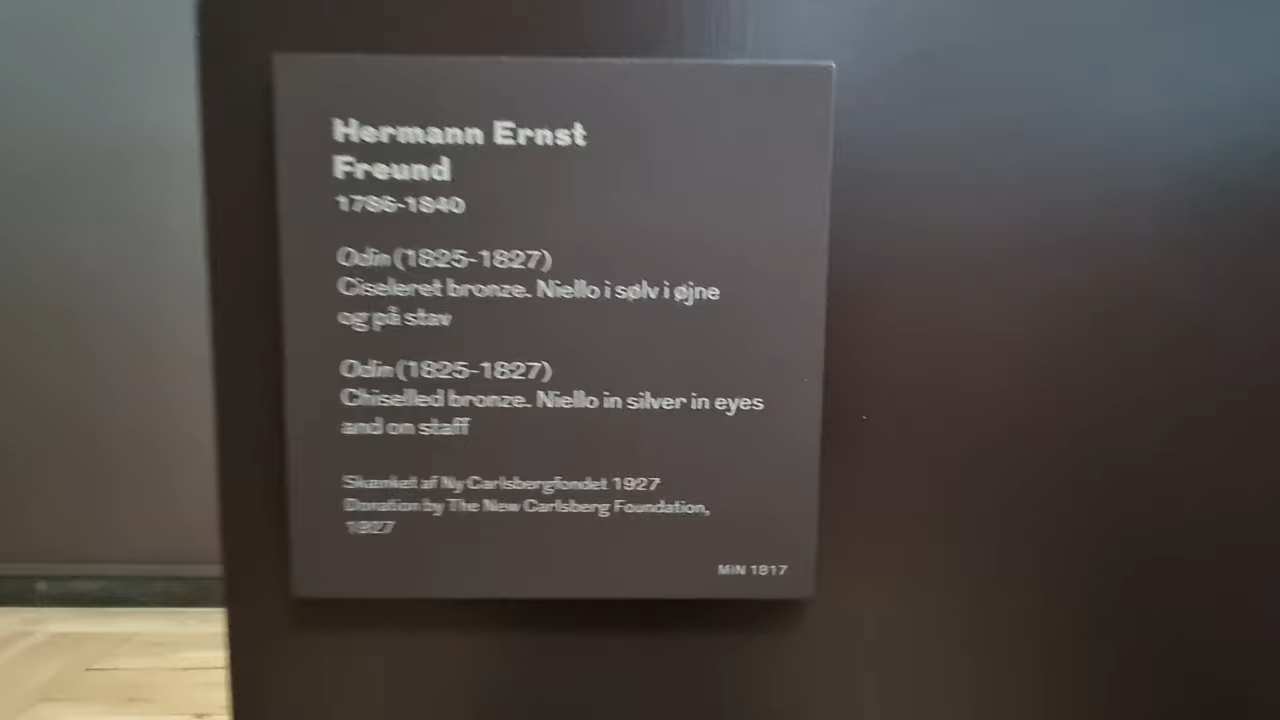 Hermann Ernst
Freund
1786-1840
Odin (1825-1827)
Ciseleret bronze. Niello i sølv i øjne
og på stav
Odin (1825-1827)
Chiselled bronze. Niello in silver in eyes
and on staff
Skænket af Ny Carlsbergfondet 1927
Donation by The New Carlsberg Foundation,
1927
MIN 1817